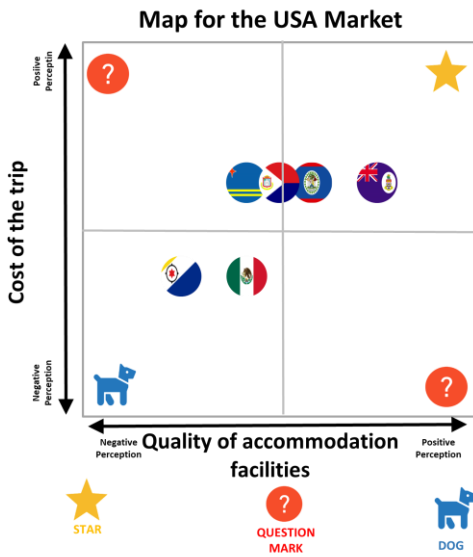 Map for the USA Market
Posiive
Perceptin
?
Cost of the trip
Negative
Perception
?
Negative
Perception
Quality of accommodation
facilities
Positive
Perception
?
STAR
QUESTION
MARK
DOG